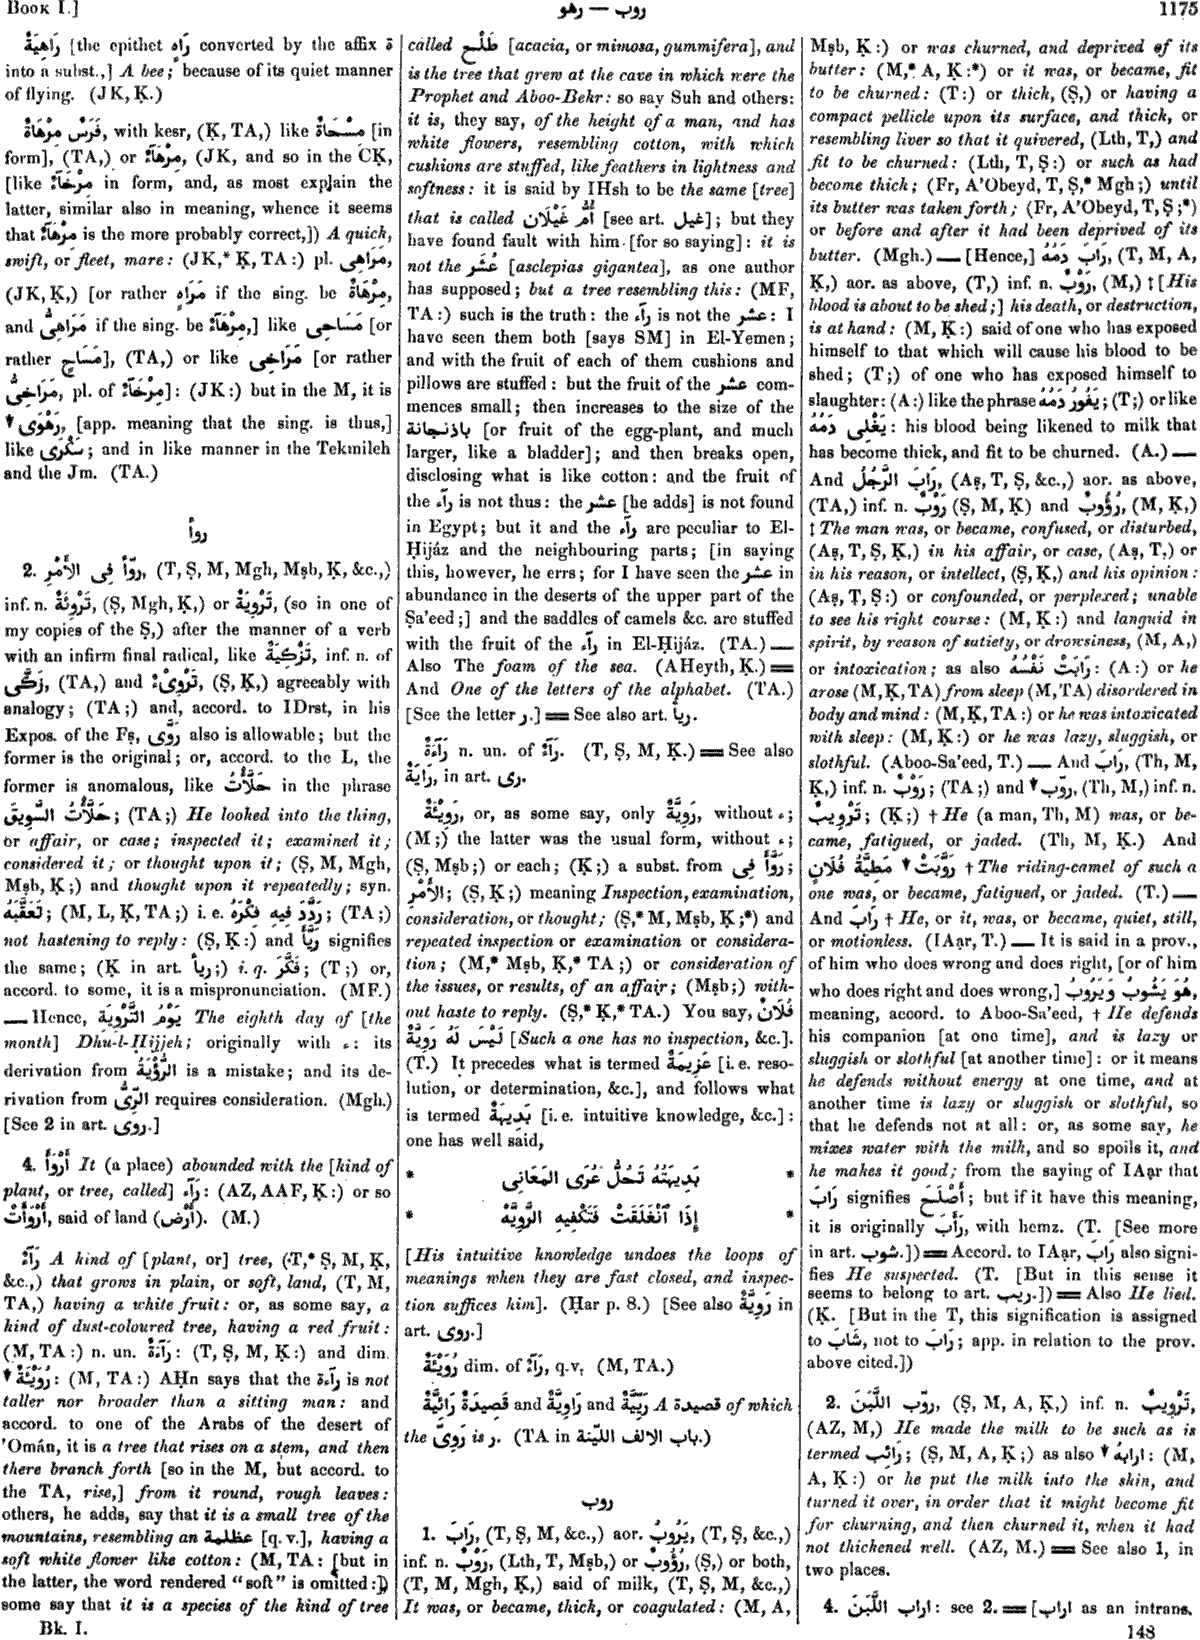 BOOK I.]
رهو — روب
1175
رَاهِيَةٌ [the epithet رَاهٍ converted by the affix ة
into a subst.,] A bee; because of its quiet manner
of flying. (JK, Ḳ.)
فَرَسٌ مِرْهَاةٌ, with kesr, (Ḳ, TA,) like مِسْحَاةٌ [in
form], (TA,) or مِرْهَآءٌ, (JK, and so in the CḲ,
[like مِرْخَآءٌ in form, and, as most explain the
latter, similar also in meaning, whence it seems
that مِرْهَآءٌ is the more probably correct,]) A quick,
swift, or fleet, mare: (JK,* Ḳ, TA:) pl. مَرَاهِى,
(JK, Ḳ,) [or rather مَرَاهٍ if the sing. be مِرْهَاةٌ,
and مَرَاهِىُّ if the sing. be مِرْهَآءٌ,] like مَسَاحِى [or
rather مَسَاحٍ], (TA,) or like مَرَاخِى [or rather
مَرَاخِىُّ, pl. of مِرْخَآءٌ]: (JK:) but in the M, it is
▼ رَهْوَى, [app. meaning that the sing. is thus,]
like سَكْرَى; and in like manner in the Tekmileh
and the Jm. (TA.)
روأ
2. روّأ فِى الأَمْرِ, (T, Ṣ, M, Mgh, Mṣb, Ḳ, &c.,)
inf. n. تَرْوِئَةٌ, (Ṣ, Mgh, Ḳ,) or تَرْوِيَةٌ, (so in one of
my copies of the Ṣ,) after the manner of a verb
with an infirm final radical, like تَزْكِيَةٌ, inf. n. of
زَكَّى, (TA,) and تَرْوِىْءٌ, (Ṣ, Ḳ,) agreeably with
analogy; (TA;) and, accord. to IDrst, in his
Expos. of the Fṣ, رَوَّى also is allowable; but the
former is the original; or, accord. to the L, the
former is anomalous, like حَلَّأْتُ in the phrase
حَلَّأْتُ السَّوِيقَ; (TA;) He looked into the thing,
or affair, or case; inspected it; examined it;
considered it; or thought upon it; (Ṣ, M, Mgh,
Mṣb, Ḳ;) and thought upon it repeatedly; syn.
تَعَقَّبَهُ; (M, L, Ḳ, TA;) i. e. رَدَّدَ فِيهِ فِكْرَهُ; (TA;)
not hastening to reply: (Ṣ, Ḳ:) and رَيَّأَ signifies
the same; (Ḳ in art. ريأ;) i. q. فَكَّرَ; (T;) or,
accord. to some, it is a mispronunciation. (MF.)
— Hence, يَوْمُ التَّرْوِيَةِ The eighth day of [the
month] Dhu-l-Ḥijjeh; originally with ء: its
derivation from الرُّؤْيَةُ is a mistake; and its de-
rivation from الرِّىُّ requires consideration. (Mgh.)
[See 2 in art. روى.]
4. أَرْوَأَ It (a place) abounded with the [kind of
plant, or tree, called] رَآء: (AZ, AAF, Ḳ:) or so
أَرْوَأَتْ, said of land (أَرْض). (M.)
رَآءٌ A kind of [plant, or] tree, (T,* Ṣ, M, Ḳ,
&c.,) that grows in plain, or soft, land, (T, M,
TA,) having a white fruit: or, as some say, a
kind of dust-coloured tree, having a red fruit:
(M, TA:) n. un. رَآءَةٌ: (T, Ṣ, M, Ḳ:) and dim.
▼ رُوَيْئَةٌ: (M, TA:) AḤn says that the رآءة is not
taller nor broader than a sitting man: and
accord. to one of the Arabs of the desert of
'Omán, it is a tree that rises on a stem, and then
there branch forth [so in the M, but accord. to
the TA, rise,] from it round, rough leaves:
others, he adds, say that it is a small tree of the
mountains, resembling an عظلمة [q. v.], having a
soft white flower like cotton: (M, TA: [but in
the latter, the word rendered "soft" is omitted:])
some say that it is a species of the kind of tree
called طَلْح [acacia, or mimosa, gummifera], and
is the tree that grew at the cave in which were the
Prophet and Aboo-Bekr: so say Suh and others:
it is, they say, of the height of a man, and has
white flowers, resembling cotton, with which
cushions are stuffed, like feathers in lightness and
softness: it is said by IHsh to be the same [tree]
that is called أُمُّ غَيْلَان [see art. غيل]; but they
have found fault with him [for so saying]: it is
not the عُشَر [asclepias gigantea], as one author
has supposed; but a tree resembling this: (MF,
TA:) such is the truth: the رآء is not the عشر: I
have seen them both [says SM] in El-Yemen;
and with the fruit of each of them cushions and
pillows are stuffed: but the fruit of the عشر com-
mences small; then increases to the size of the
باذنجانة [or fruit of the egg-plant, and much
larger, like a bladder]; and then breaks open,
disclosing what is like cotton: and the fruit of
the رآء is not thus: the عشر [he adds] is not found
in Egypt; but it and the رآء are peculiar to El-
Ḥijáz and the neighbouring parts; [in saying
this, however, he errs; for I have seen the عشر in
abundance in the deserts of the upper part of the
Ṣa'eed;] and the saddles of camels &c. are stuffed
with the fruit of the رآء in El-Ḥijáz. (TA.) —
Also The foam of the sea. (AHeyth, Ḳ.) ═
And One of the letters of the alphabet. (TA.)
[See the letter ر.] ═ See also art. ريأ.
رَآءَةٌ n. un. of رَآءٌ. (T, Ṣ, M, Ḳ.) ═ See also
رَايَةٌ, in art. رى.
رَوِيْئَةٌ, or, as some say, only رَوِيَّةٌ, without ء;
(M;) the latter was the usual form, without ء;
(Ṣ, Mṣb;) or each; (Ḳ;) a subst. from رَوَّأَ فِى
الأَمْرِ; (Ṣ, Ḳ;) meaning Inspection, examination,
consideration, or thought; (Ṣ,* M, Mṣb, Ḳ;*) and
repeated inspection or examination or considera-
tion; (M,* Mṣb, Ḳ,* TA;) or consideration of
the issues, or results, of an affair; (Mṣb;) with-
out haste to reply. (Ṣ,* Ḳ,* TA.) You say, فُلَانٌ
لَيْسَ لَهُ رَوِيَّةٌ [Such a one has no inspection, &c.].
(T.) It precedes what is termed عَزِيمَةٌ [i. e. reso-
lution, or determination, &c.], and follows what
is termed بَدِيهَةٌ [i. e. intuitive knowledge, &c.]:
one has well said,
* بَدِيهَتُهُ تَحُلُّ عُرَى المَعَانِى *
* إِذَا ٱنْغَلَقَتْ فَتَكْفِيهِ الرَّوِيَّهْ *
[His intuitive knowledge undoes the loops of
meanings when they are fast closed, and inspec-
tion suffices him]. (Ḥar p. 8.) [See also رَوِيَّةٌ in
art. روى.]
رُوَيْئَةٌ dim. of رَآءَةٌ, q.v. (M, TA.)
قَصِيدَةٌ رَائِيَّةٌ and رَاوِيَّةٌ and رَيِّيَّةٌ A قصيدة of which
the رَوِىّ is ر. (TA in باب الالف اللّينة.)
روب
1. رَابَ, (T, Ṣ, M, &c.,) aor. يَرُوبُ, (T, Ṣ, &c.,)
inf. n. رَوْبٌ, (Lth, T, Mṣb,) or رُؤُوبٌ, (Ṣ,) or both,
(T, M, Mgh, Ḳ,) said of milk, (T, Ṣ, M, &c.,)
It was, or became, thick, or coagulated: (M, A,
Mṣb, Ḳ:) or was churned, and deprived of its
butter: (M,* A, Ḳ:*) or it was, or became, fit
to be churned: (T:) or thick, (Ṣ,) or having a
compact pellicle upon its surface, and thick, or
resembling liver so that it quivered, (Lth, T,) and
fit to be churned: (Lth, T, Ṣ:) or such as had
become thick; (Fr, A'Obeyd, T, Ṣ,* Mgh;) until
its butter was taken forth; (Fr, A'Obeyd, T, Ṣ;*)
or before and after it had been deprived of its
butter. (Mgh.) — [Hence,] رَابَ دَمُهُ, (T, M, A,
Ḳ,) aor. as above, (T,) inf. n. رَوْبٌ, (M,) † [His
blood is about to be shed;] his death, or destruction,
is at hand: (M, Ḳ:) said of one who has exposed
himself to that which will cause his blood to be
shed; (T;) of one who has exposed himself to
slaughter: (A:) like the phrase يَفُورُ دَمُهُ; (T;) or like
يَغْلِى دَمُهُ: his blood being likened to milk that
has become thick, and fit to be churned. (A.) —
And رَابَ الرَّجُلُ, (Aṣ, T, Ṣ, &c.,) aor. as above,
(TA,) inf. n. رَوْبٌ (Ṣ, M, Ḳ) and رُؤُوبٌ, (M, Ḳ,)
‡ The man was, or became, confused, or disturbed,
(Aṣ, T, Ṣ, Ḳ,) in his affair, or case, (Aṣ, T,) or
in his reason, or intellect, (Ṣ, Ḳ,) and his opinion:
(Aṣ, T, Ṣ:) or confounded, or perplexed; unable
to see his right course: (M, Ḳ:) and languid in
spirit, by reason of satiety, or drowsiness, (M, A,)
or intoxication; as also رَابَتْ نَفْسُهُ: (A:) or he
arose (M, Ḳ, TA) from sleep (M, TA) disordered in
body and mind: (M, Ḳ, TA:) or he was intoxicated
with sleep: (M, Ḳ:) or he was lazy, sluggish, or
slothful. (Aboo-Sa'eed, T.) — And رَابَ, (Th, M,
Ḳ,) inf. n. رَوْبٌ; (TA;) and ▼ روّب, (Th, M,) inf. n.
تَرْوِيبٌ; (Ḳ;) † He (a man, Th, M) was, or be-
came, fatigued, or jaded. (Th, M, Ḳ.) And
رَوَّبَتْ ▼ مَطِيَّةُ فُلَانٍ † The riding-camel of such a
one was, or became, fatigued, or jaded. (T.) —
And رَابَ † He, or it, was, or became, quiet, still,
or motionless. (IAạr, T.) — It is said in a prov.,
of him who does wrong and does right, [or of him
who does right and does wrong,] هُوَ يَشُوبُ وَيَرُوبُ,
meaning, accord. to Aboo-Sa'eed, † He defends
his companion [at one time], and is lazy or
sluggish or slothful [at another time]: or it means
he defends without energy at one time, and at
another time is lazy or sluggish or slothful, so
that he defends not at all: or, as some say, he
mixes water with the milk, and so spoils it, and
he makes it good; from the saying of IAạr that
رَابَ signifies أَصْلَحَ; but if it have this meaning,
it is originally رَأَبَ, with hemz. (T. [See more
in art. شوب.]) ═ Accord. to IAạr, رَابَ also signi-
fies He suspected. (T. [But in this sense it
seems to belong to art. ريب.]) ═ Also He lied.
(Ḳ. [But in the T, this signification is assigned
to شَابَ, not to رَابَ; app. in relation to the prov.
above cited.])
2. روّب اللَّبَنَ, (Ṣ, M, A, Ḳ,) inf. n. تَرْوِيبٌ,
(AZ, M,) He made the milk to be such as is
termed رَائِب; (Ṣ, M, A, Ḳ;) as also ▼ ارابهُ: (M,
A, Ḳ:) or he put the milk into the skin, and
turned it over, in order that it might become fit
for churning, and then churned it, when it had
not thickened well. (AZ, M.) ═ See also 1, in
two places.
4. اراب اللَّبَنَ: see 2. ═ [اراب as an intrans.
Bk. I.
148